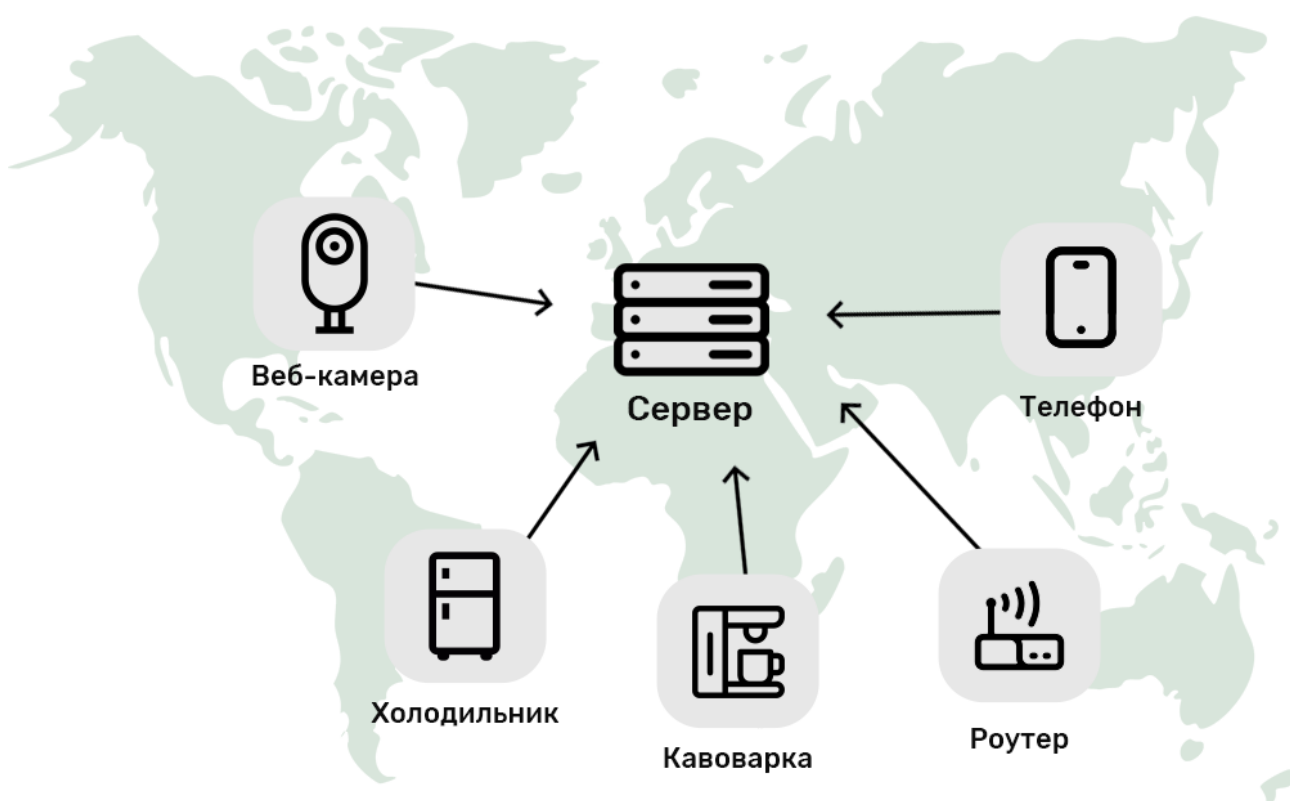 Веб-камера
Сервер
Телефон
Холодильник
Кавоварка
Роутер